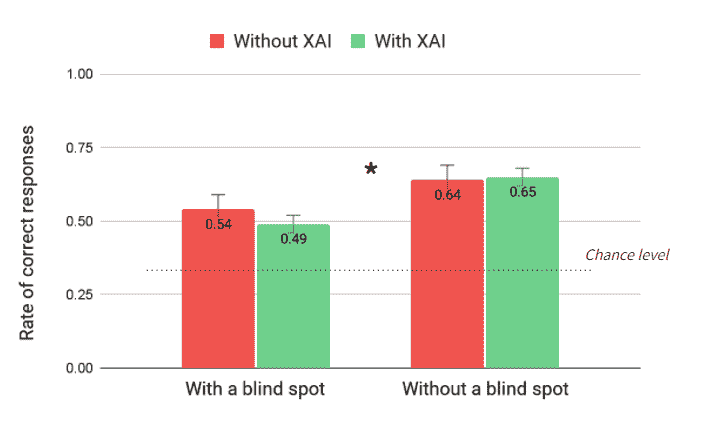 Without XAI With XAI
Rate of correct responses
1.00
0.75
0.50
0.25
0.00
*
0.54
0.49
0.64
0.65
Chance level
With a blind spot
Without a blind spot